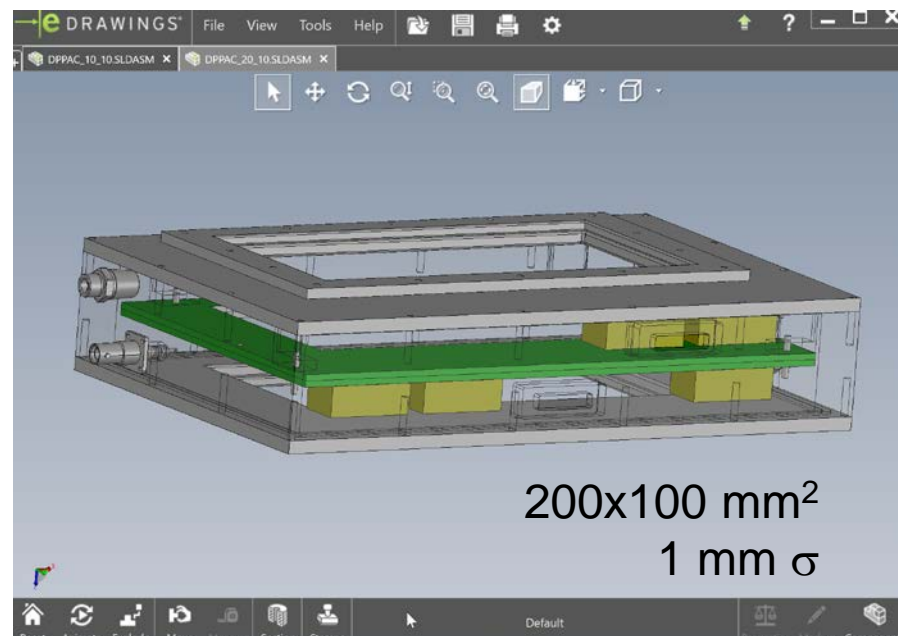 eDRAWINGS® File View Tools Help ?
DPPAC_10_10.SLDASM × DPPAC_20_10.SLDASM ×
200x100 mm²
1 mm σ
Default